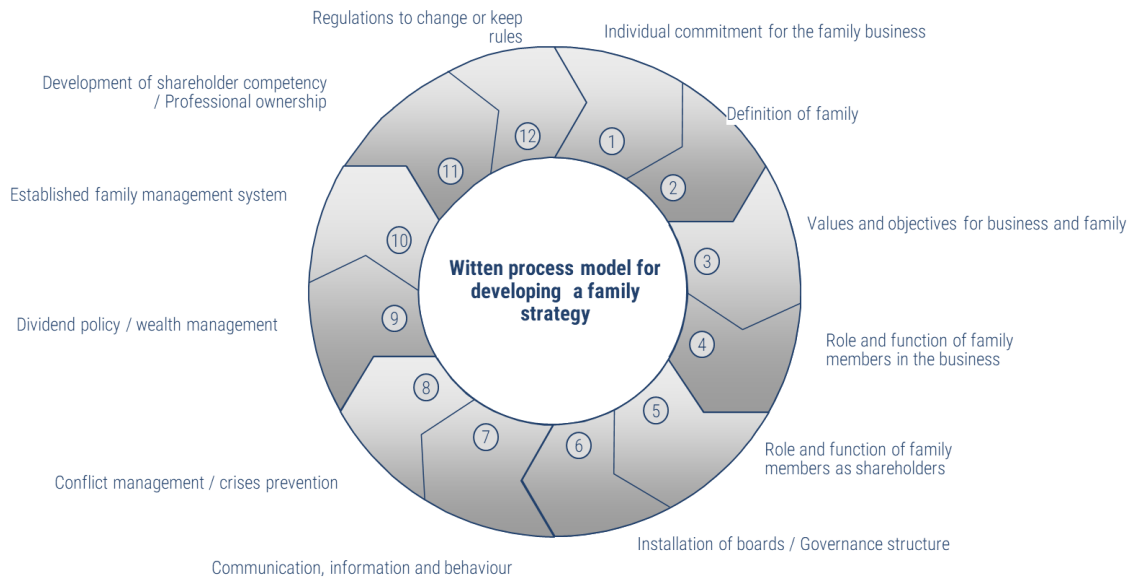 Regulations to change or keep
rules
Individual commitment for the family business
Development of shareholder competency
/ Professional ownership
Definition of family
12
1
11
2
Established family management system
Values and objectives for business and family
10
3
Witten process model for
developing a family
strategy
Dividend policy / wealth management
9
4
Role and function of family
members in the business
8
5
7
6
Role and function of family
members as shareholders
Conflict management / crises prevention
Installation of boards / Governance structure
Communication, information and behaviour